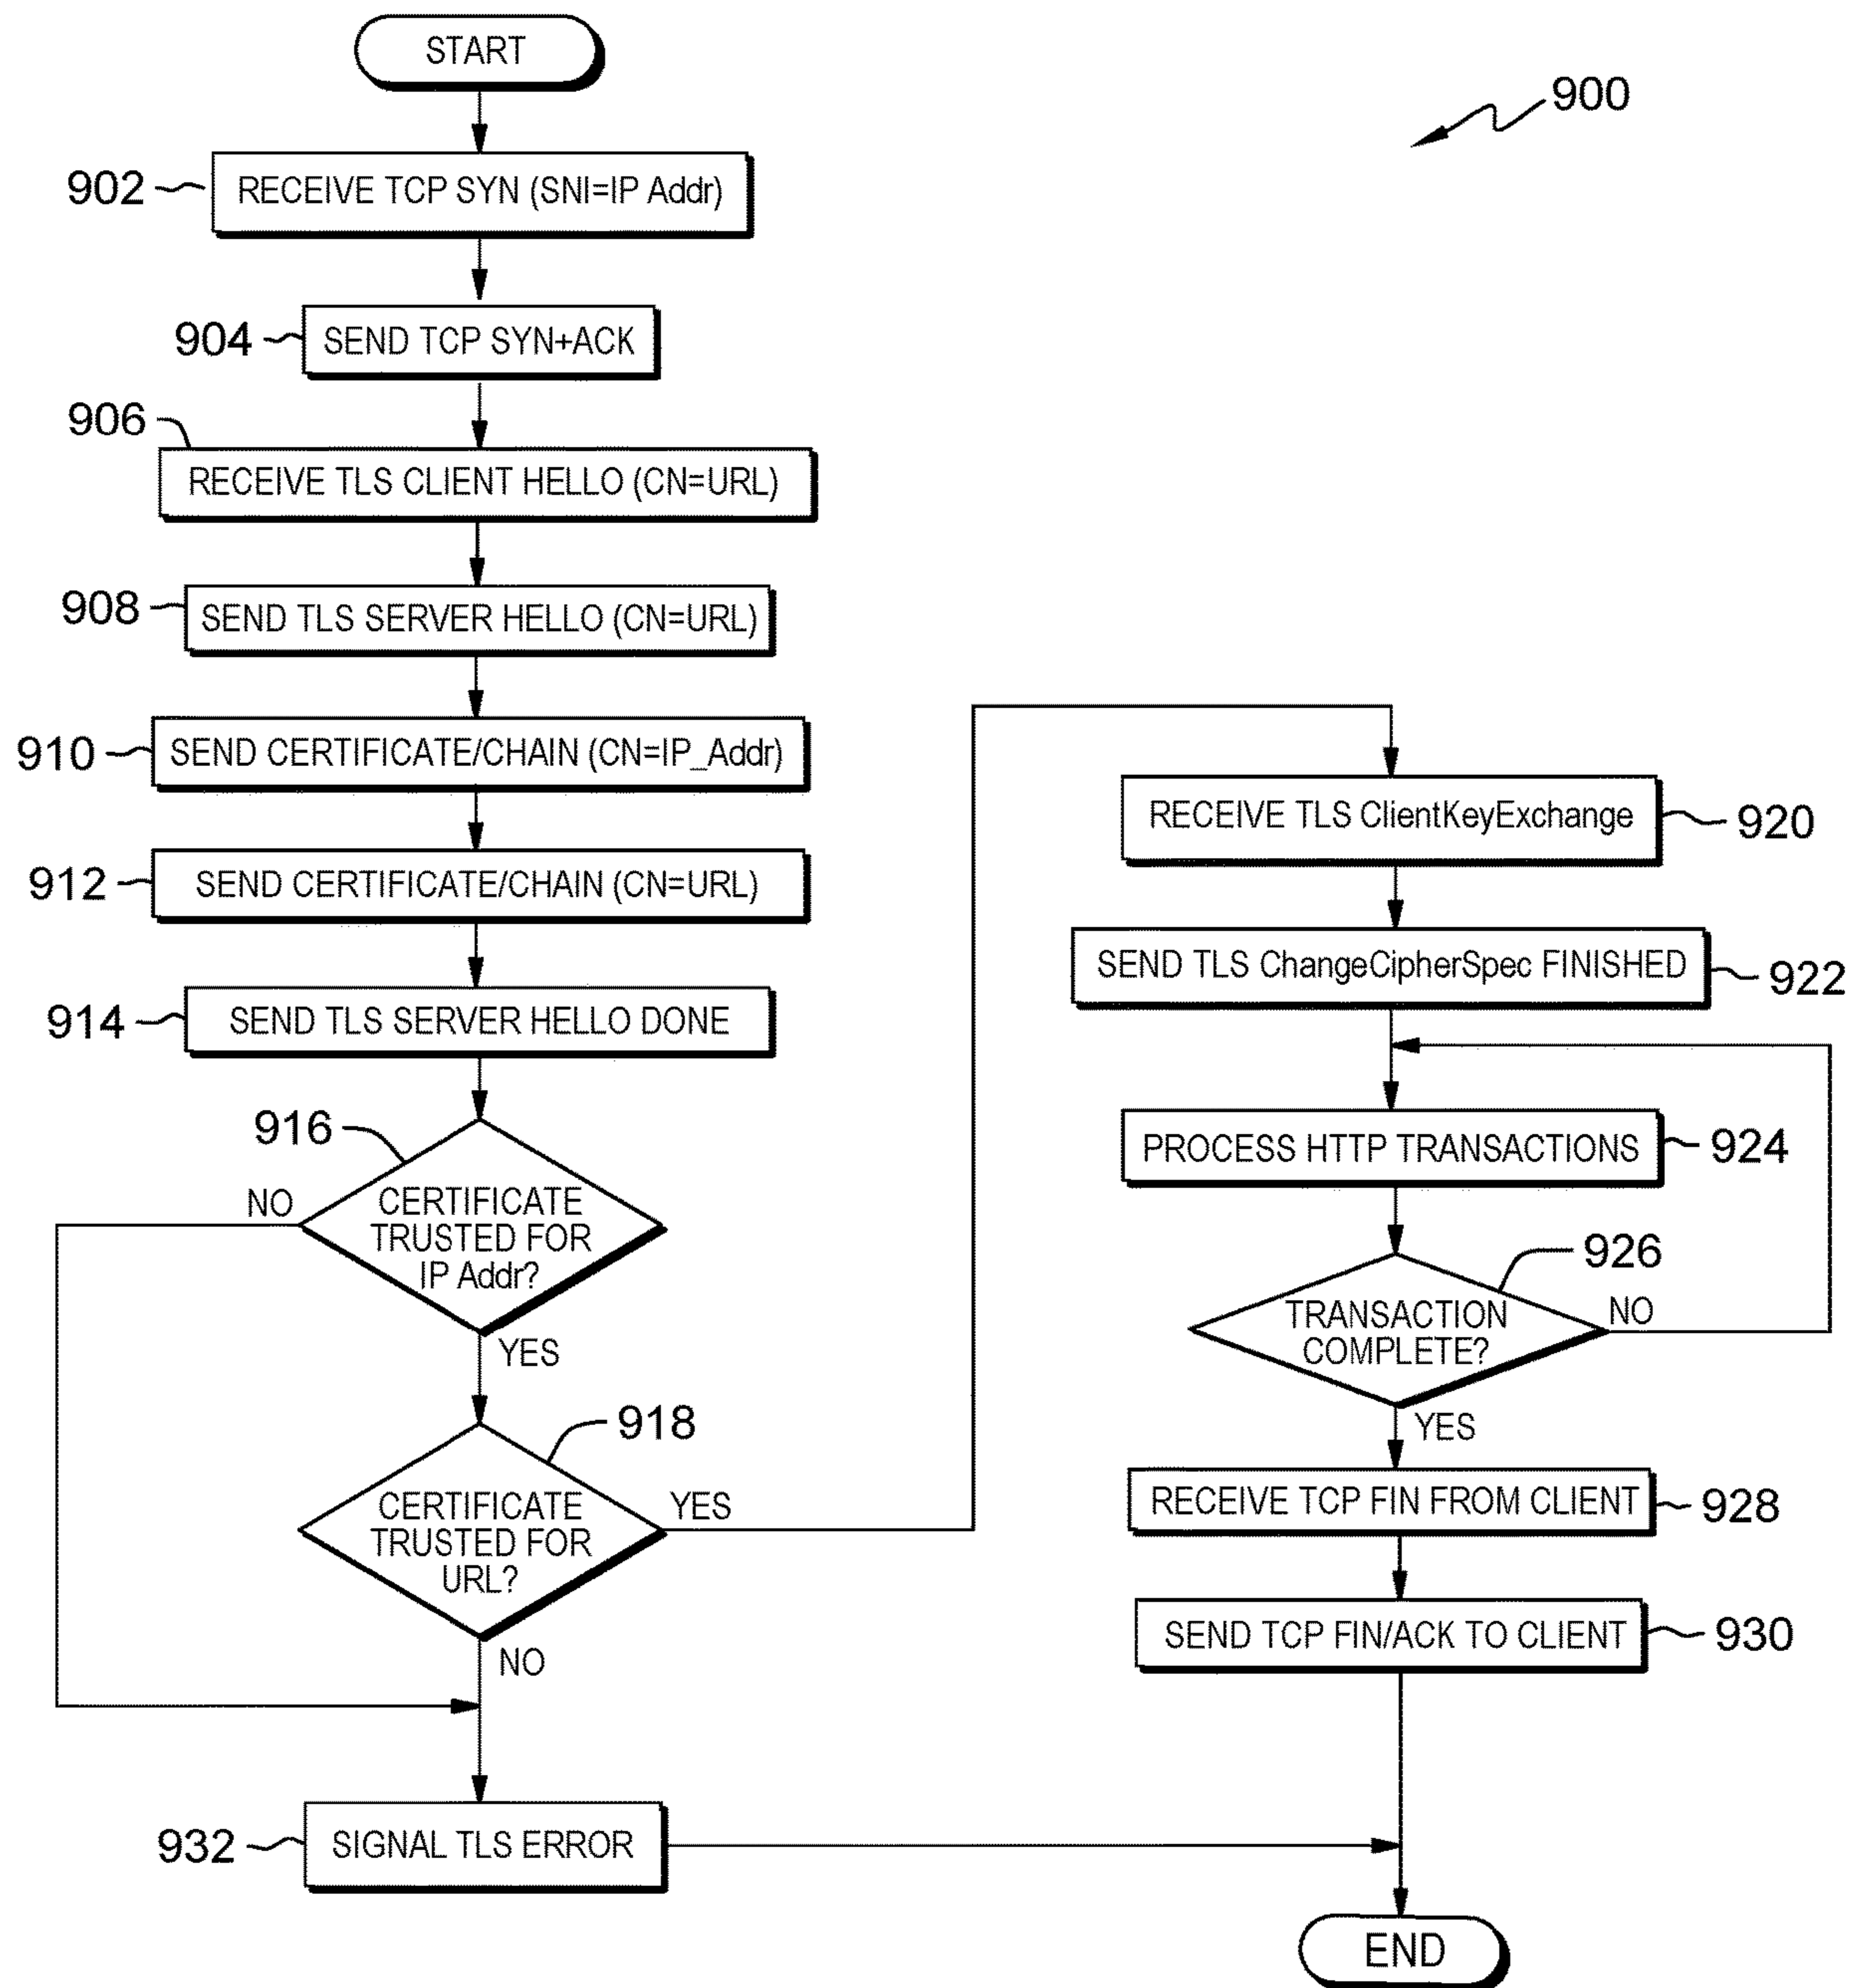 START
900
902
RECEIVE TCP SYN (SNI=IP Addr)
904
SEND TCP SYN+ACK
906
RECEIVE TLS CLIENT HELLO (CN=URL)
908
SEND TLS SERVER HELLO (CN=URL)
910
SEND CERTIFICATE/CHAIN (CN=IP_Addr)
912
SEND CERTIFICATE/CHAIN (CN=URL)
914
SEND TLS SERVER HELLO DONE
916
NO
CERTIFICATE
TRUSTED FOR
IP Addr?
YES
918
CERTIFICATE
TRUSTED FOR
URL?
YES
NO
932
SIGNAL TLS ERROR
RECEIVE TLS ClientKeyExchange
920
SEND TLS ChangeCipherSpec FINISHED
922
PROCESS HTTP TRANSACTIONS
924
926
TRANSACTION
COMPLETE?
NO
YES
RECEIVE TCP FIN FROM CLIENT
928
SEND TCP FIN/ACK TO CLIENT
930
END